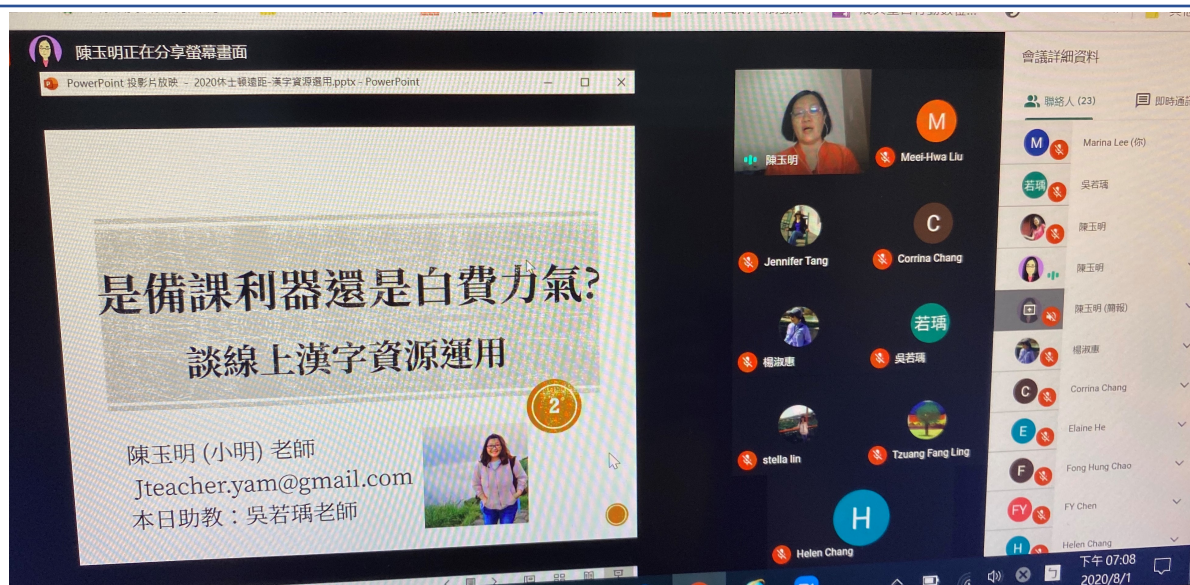 陳玉明正在分享螢幕畫面
PowerPoint 投影片放映 - 2020休士頓遠距-漢字資源選用.pptx - PowerPoint
是備課利器還是白費力氣?
談線上漢字資源運用
2
陳玉明 (小明) 老師
Jteacher.yam@gmail.com
本日助教：吳若瑀老師
陳玉明
M
Meei-Hwa Liu
Jennifer Tang
C
Corrina Chang
楊淑惠
若瑀
吳若瑀
stella lin
Tzuang Fang Ling
H
Helen Chang
會議詳細資料
聯絡人 (23)
即時通訊
M
Marina Lee (你)
若瑀
吳若瑀
陳玉明
陳玉明
陳玉明 (簡報)
楊淑惠
C
Corrina Chang
E
Elaine He
F
Fong Hung Chao
FY
FY Chen
H
Helen Chang
下午 07:08
2020/8/1